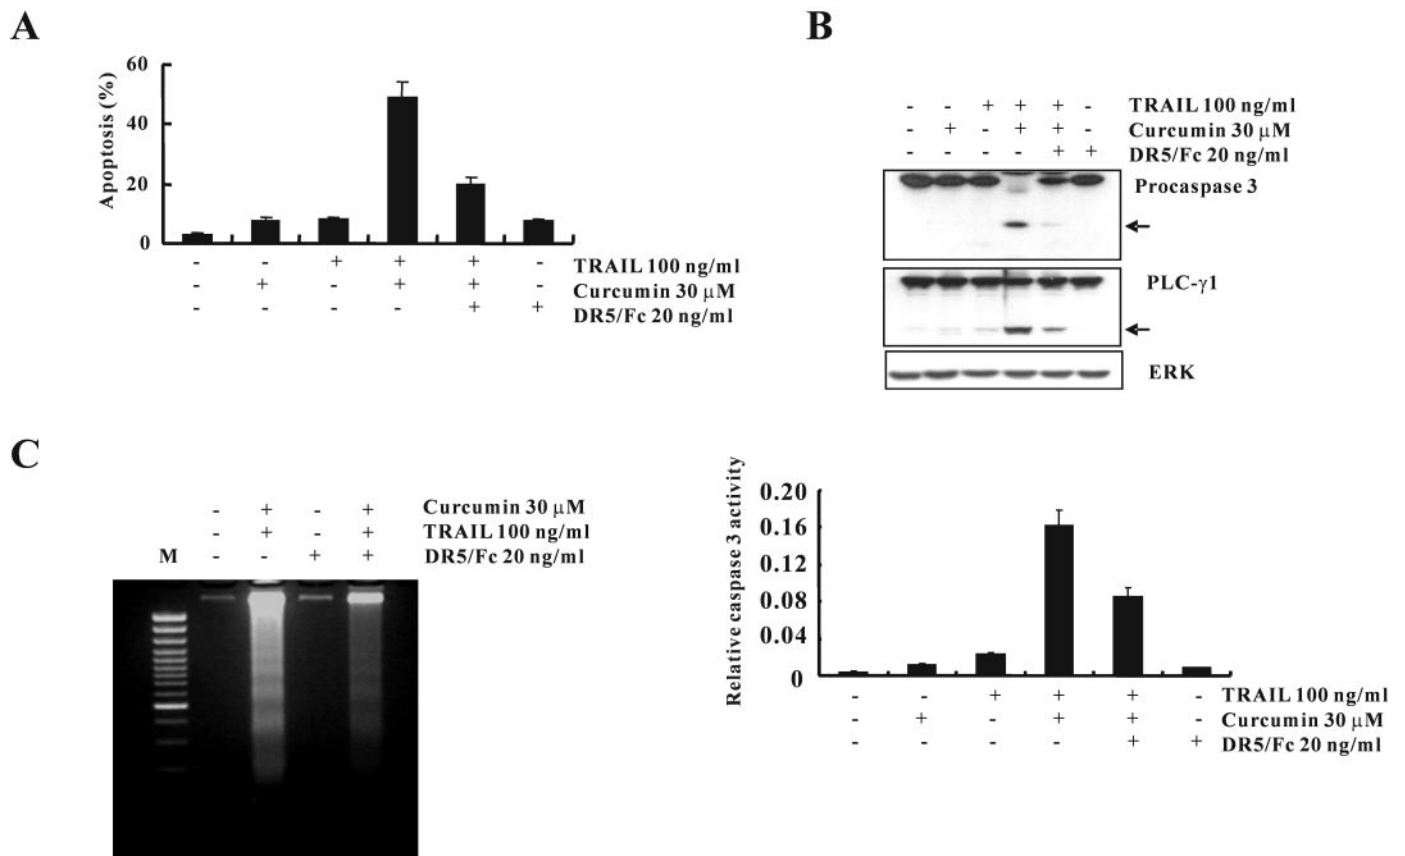 A
Apoptosis (%)
60
40
20
0
- - + + + - TRAIL 100 ng/ml
- + - + + - Curcumin 30 μM
- - - - + + DR5/Fc 20 ng/ml
B
- - + + + - TRAIL 100 ng/ml
- + - + + - Curcumin 30 μM
- - - - + + DR5/Fc 20 ng/ml
Procaspase 3
PLC-γ1
ERK
C
- + - + Curcumin 30 μM
- + - + TRAIL 100 ng/ml
M - - + + DR5/Fc 20 ng/ml
Relative caspase 3 activity
0.20
0.16
0.12
0.08
0.04
0
- - + + + - TRAIL 100 ng/ml
- + - + + - Curcumin 30 μM
- - - - + + DR5/Fc 20 ng/ml